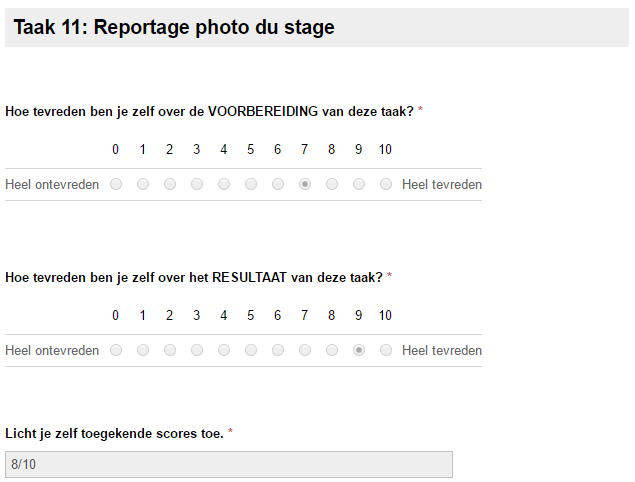 Taak 11: Reportage photo du stage
Hoe tevreden ben je zelf over de VOORBEREIDING van deze taak? *
0 1 2 3 4 5 6 7 8 9 10
Heel ontevreden Heel tevreden
Hoe tevreden ben je zelf over het RESULTAAT van deze taak? *
0 1 2 3 4 5 6 7 8 9 10
Heel ontevreden Heel tevreden
Licht je zelf toegekende scores toe. *
8/10